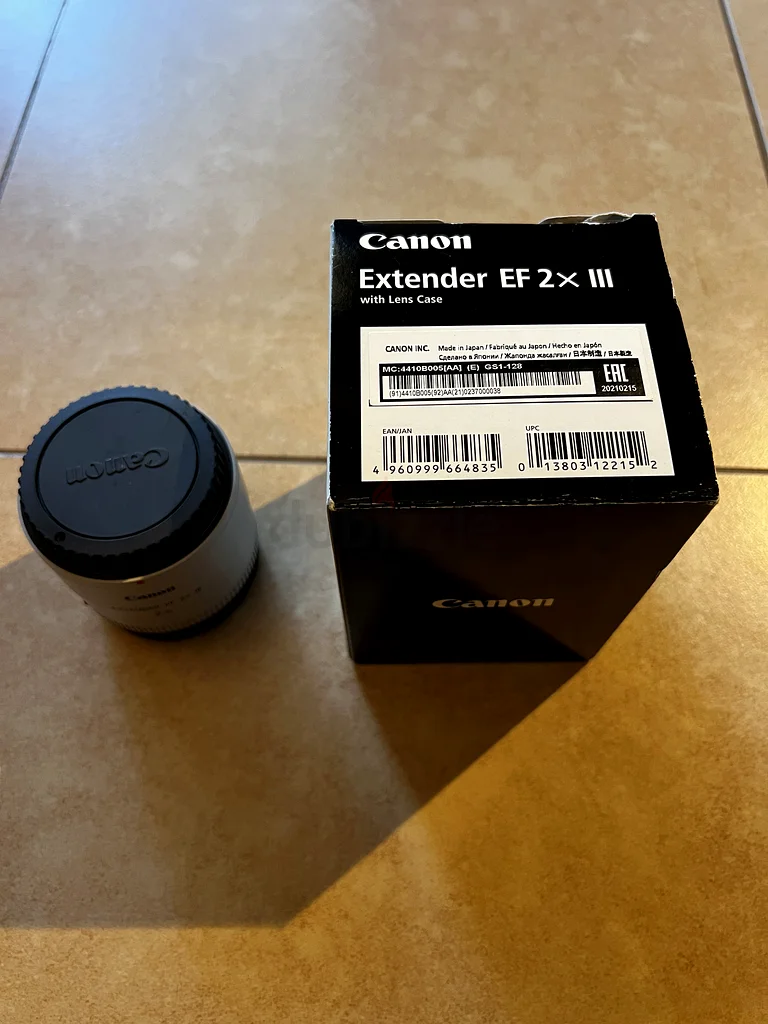 Canon
Extender EF 2× III
with Lens Case
CANON INC. Made in Japan / Fabriqué au Japon / Hecho en Japón
Сделано в Японии / Жапонда жасалған / 日本制造 / 日本製造
MC:4410B005[AA] (E) GS1-128
(91)4410B005(92)AA(21)0237000038
EAC
20210215
EAN/JAN
UPC
4 960999 664835
0 13803 12215 2
Canon
Canon
Canon